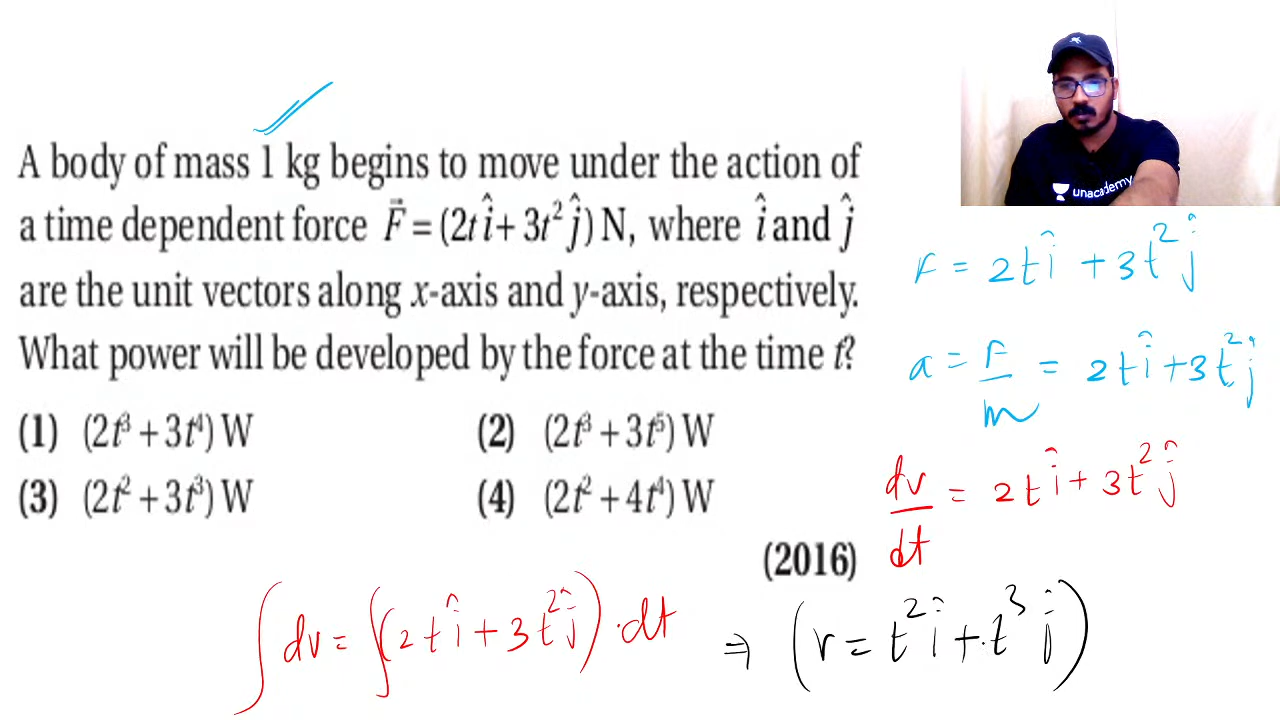 A body of mass 1 kg begins to move under the action of
a time dependent force F⃗ = (2t î + 3t² ĵ) N, where î and ĵ
are the unit vectors along x-axis and y-axis, respectively.
What power will be developed by the force at the time t?
(1) (2t³ + 3t⁴) W (2) (2t³ + 3t⁵) W
(3) (2t² + 3t³) W (4) (2t² + 4t⁴) W
(2016)
unacademy
F = 2t î + 3t² ĵ
a = F/m = 2t î + 3t² ĵ
dv/dt = 2t î + 3t² ĵ
∫dv = ∫(2t î + 3t² ĵ).dt ⇒ (v = t² î + t³ ĵ)